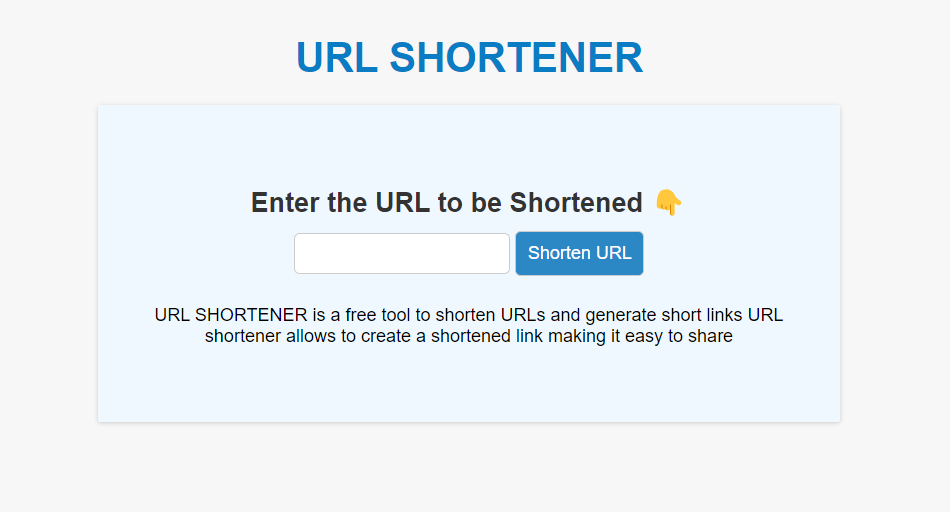 URL SHORTENER
Enter the URL to be Shortened 👇
Shorten URL
URL SHORTENER is a free tool to shorten URLs and generate short links URL
shortener allows to create a shortened link making it easy to share